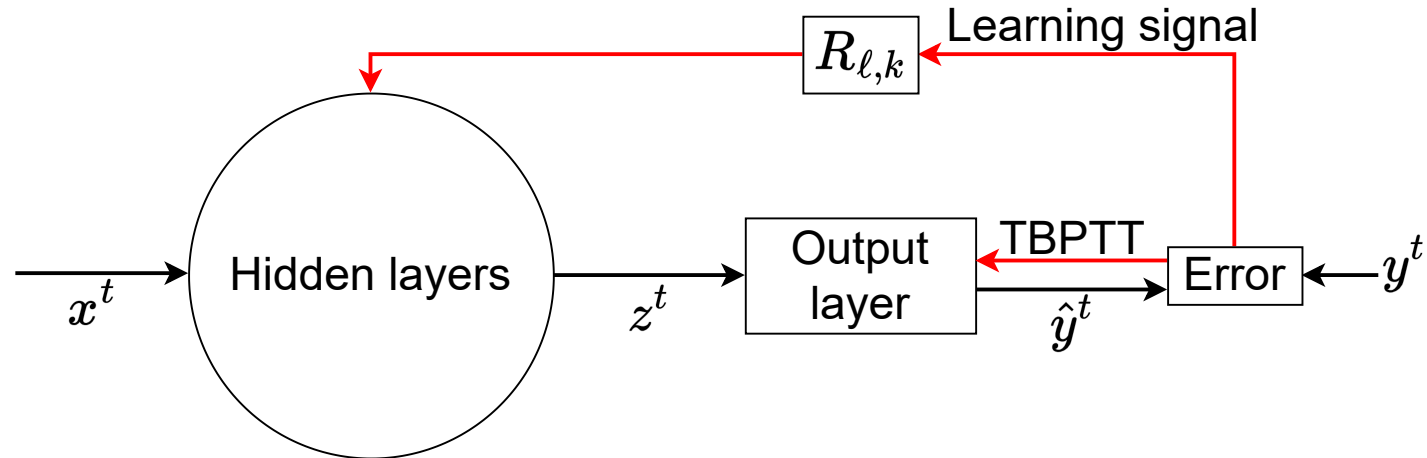 Learning signal
R_{ℓ,k}
TBPTT
Hidden layers
Output
layer
Error
y^t
x^t
z^t
ŷ^t